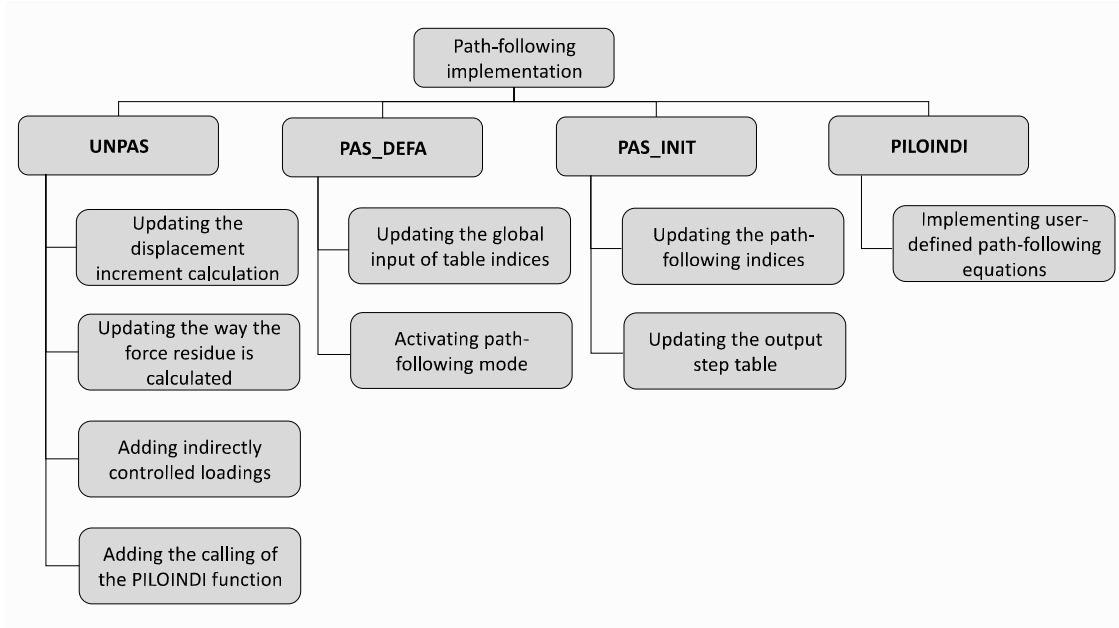 Path-following
implementation
UNPAS
PAS_DEFA
PAS_INIT
PILOINDI
Updating the
displacement
increment calculation
Updating the way the
force residue is
calculated
Adding indirectly
controlled loadings
Adding the calling of
the PILOINDI function
Updating the global
input of table indices
Activating path-
following mode
Updating the path-
following indices
Updating the output
step table
Implementing user-
defined path-following
equations